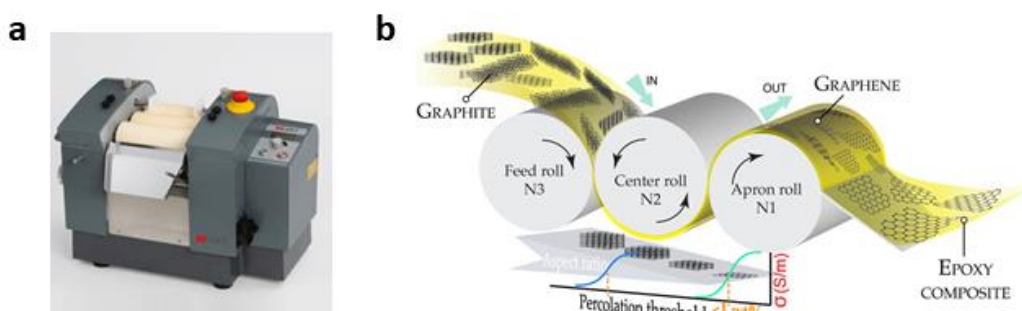 a
b
GRAPHITE
IN
OUT
GRAPHENE
Feed roll
N3
Center roll
N2
Apron roll
N1
Aspect ratio
σ (S/m)
Percolation threshold
EPOXY
COMPOSITE